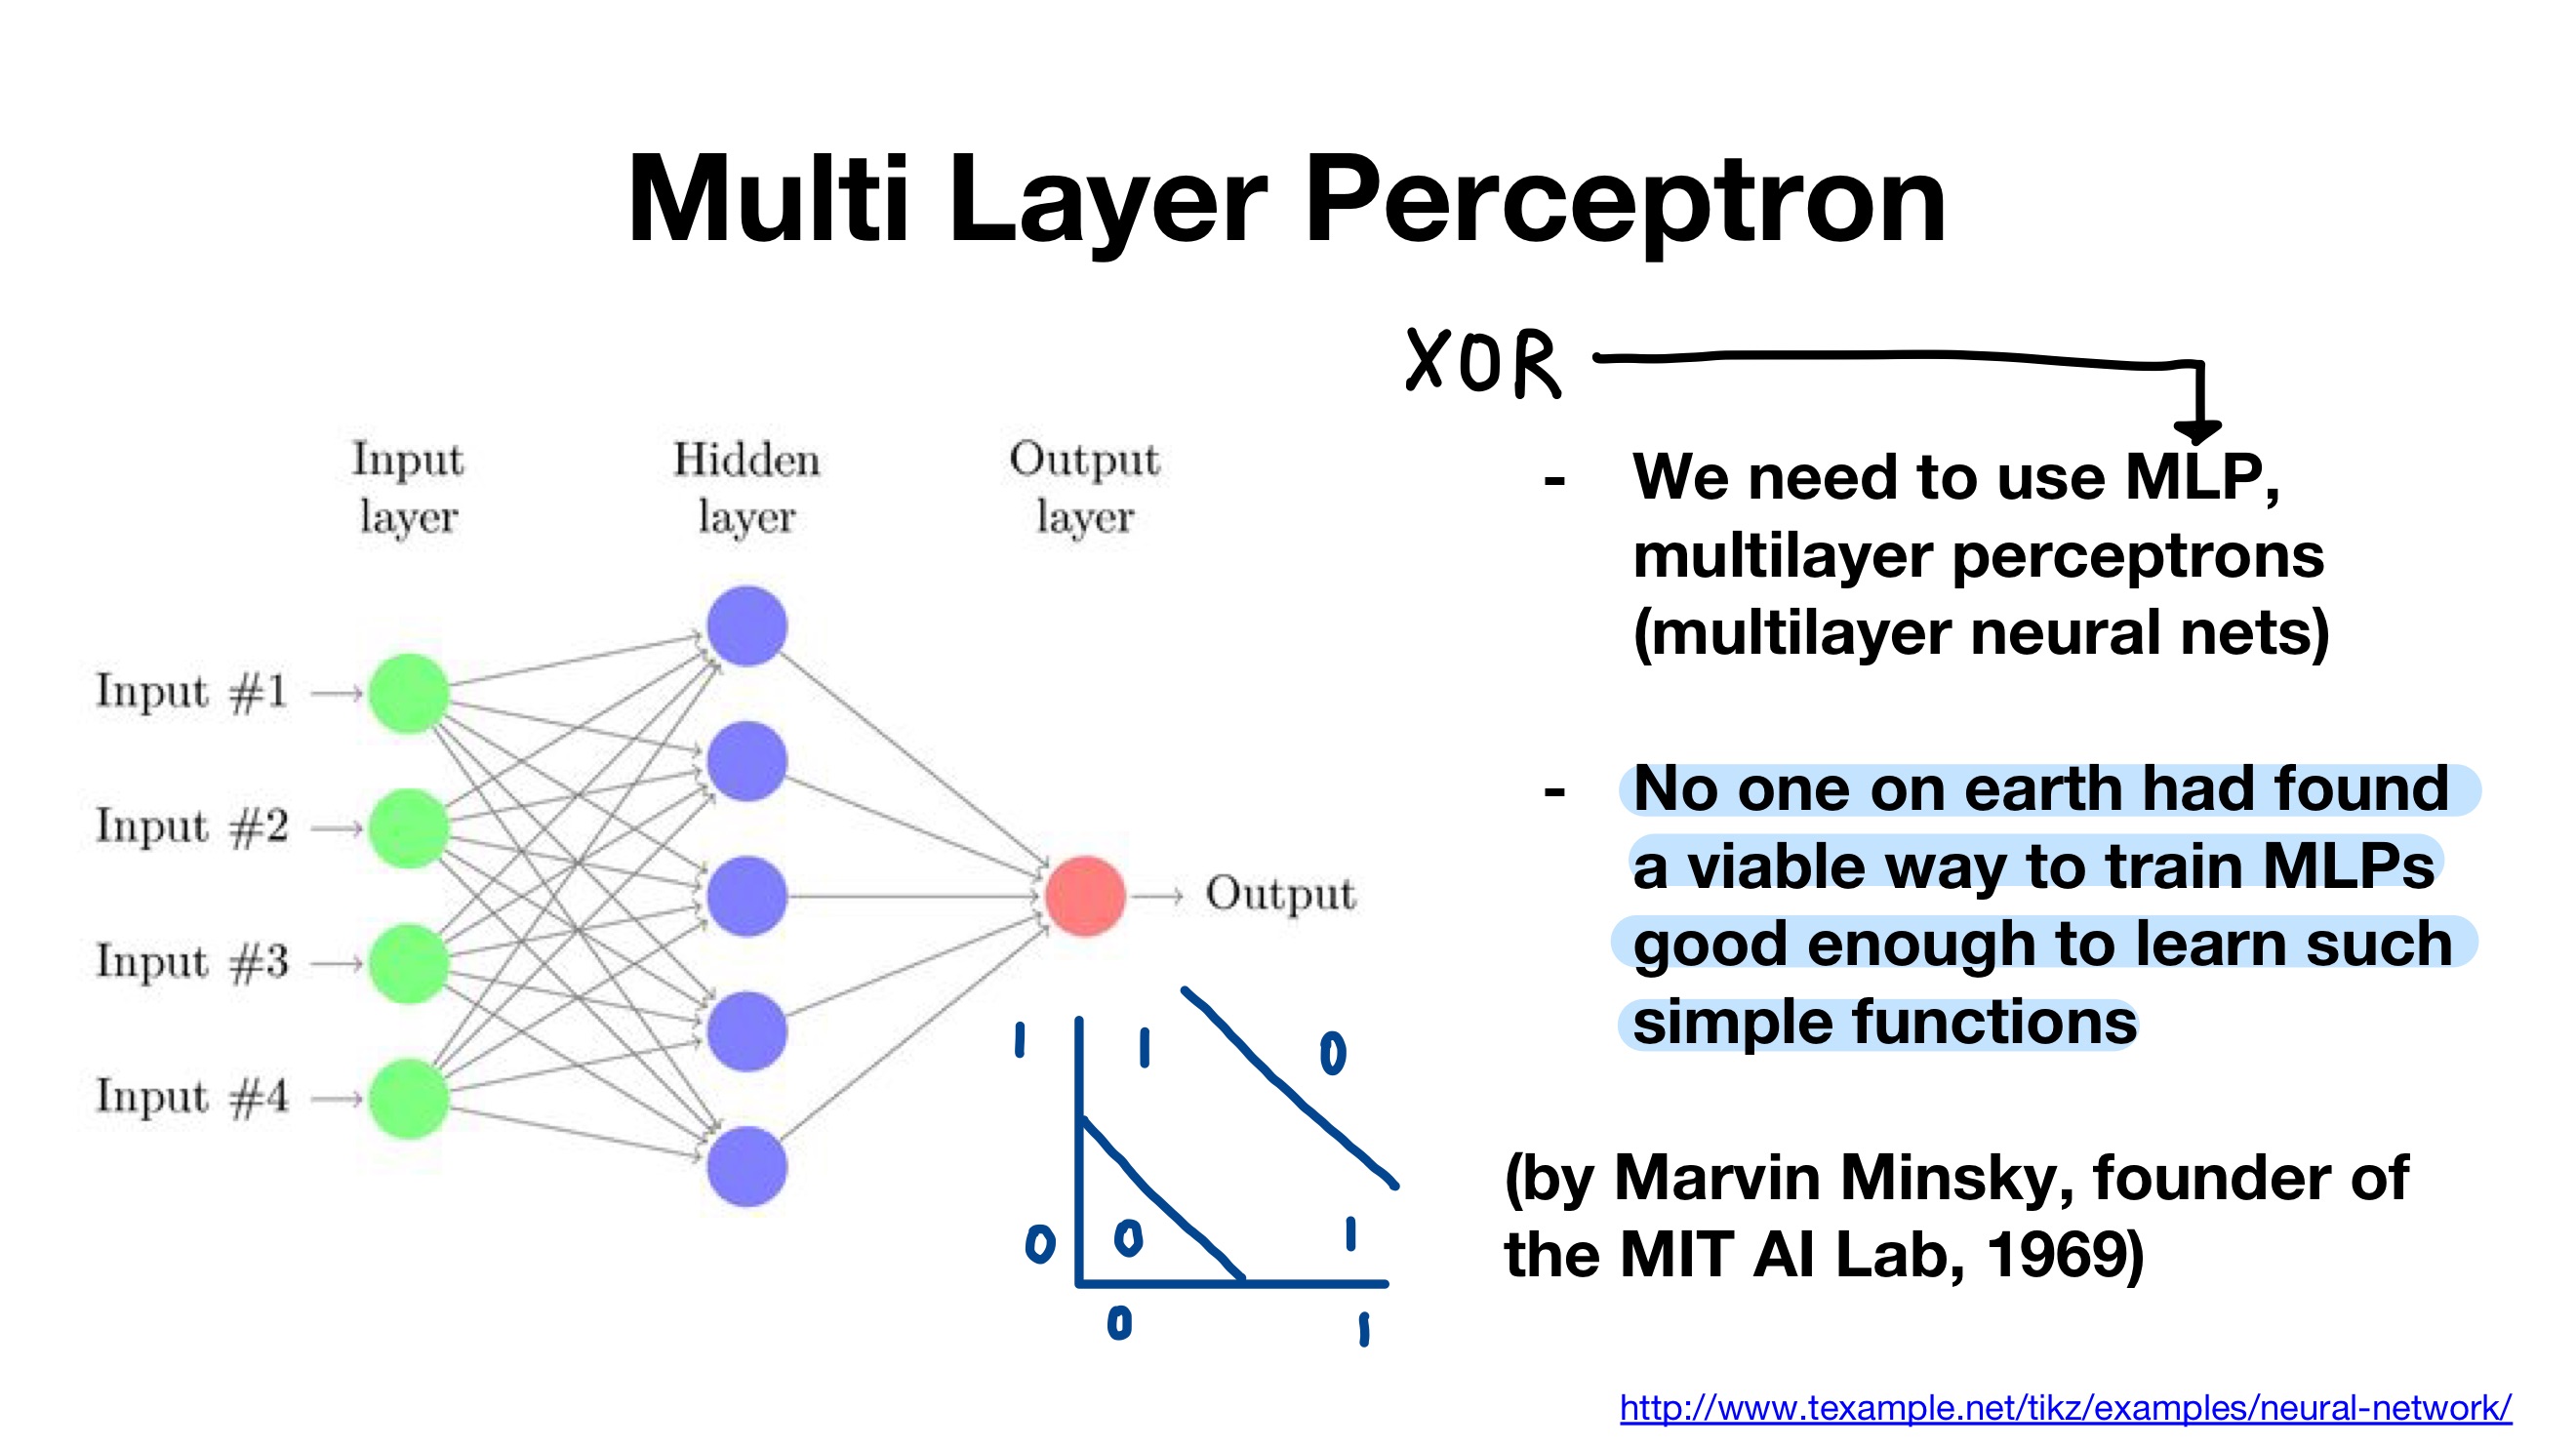 Multi Layer Perceptron
XOR
Input
layer
Hidden
layer
Output
layer
Input #1
Input #2
Input #3
Input #4
Output
1 1 0
0 0 1
0 1
- We need to use MLP,
multilayer perceptrons
(multilayer neural nets)
- No one on earth had found
a viable way to train MLPs
good enough to learn such
simple functions
(by Marvin Minsky, founder of
the MIT AI Lab, 1969)
http://www.texample.net/tikz/examples/neural-network/